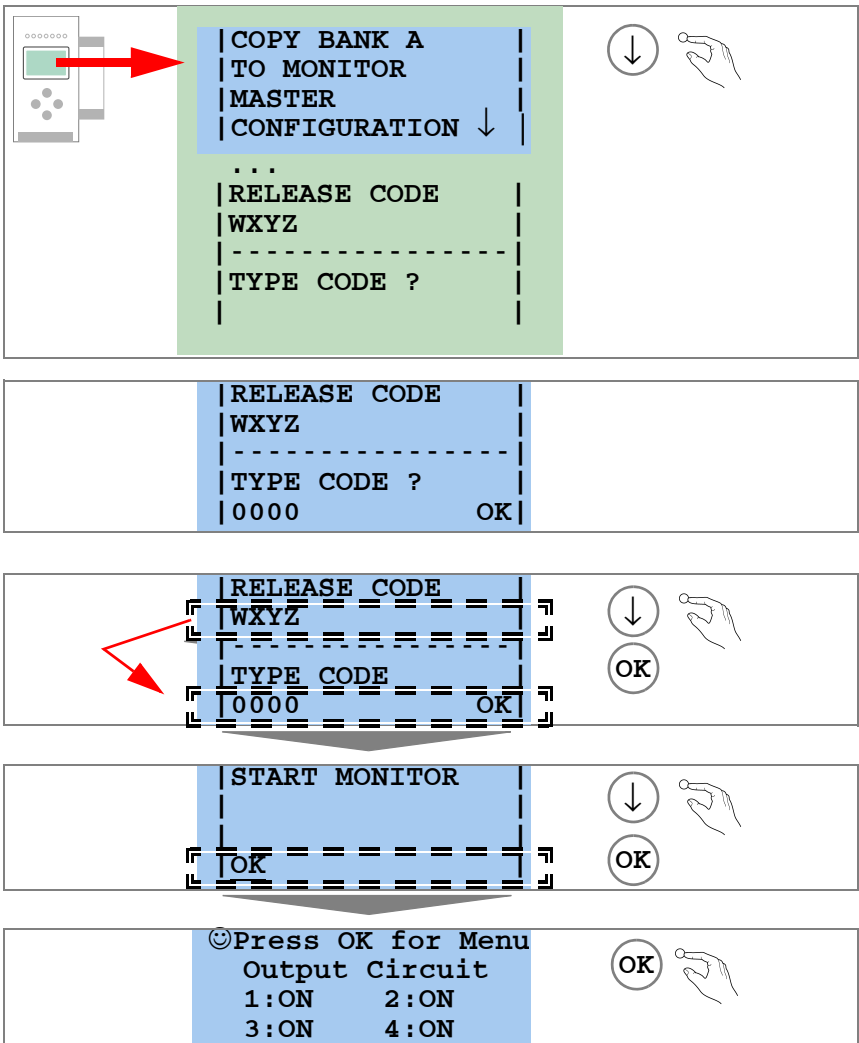 |COPY BANK A |
|TO MONITOR |
|MASTER |
|CONFIGURATION ↓ |
↓
...
|RELEASE CODE |
|WXYZ |
|----------------|
|TYPE CODE ? |
| |
|RELEASE CODE |
|WXYZ |
|----------------|
|TYPE CODE ? |
|0000 OK|
|RELEASE CODE |
|WXYZ |
|----------------|
|TYPE CODE |
|0000 OK|
↓
OK
|START MONITOR |
| |
| |
|OK |
↓
OK
☺Press OK for Menu
Output Circuit
1:ON 2:ON
3:ON 4:ON
OK